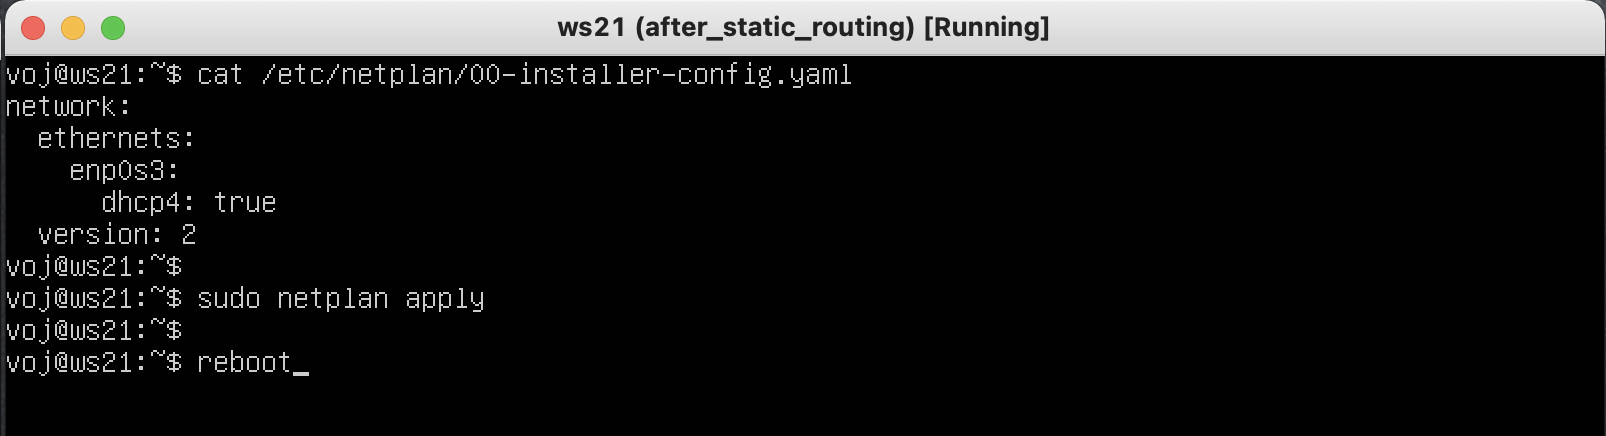 ws21 (after_static_routing) [Running]
voj@ws21:~$ cat /etc/netplan/00-installer-config.yaml
network:
  ethernets:
    enp0s3:
      dhcp4: true
  version: 2
voj@ws21:~$
voj@ws21:~$ sudo netplan apply
voj@ws21:~$
voj@ws21:~$ reboot_